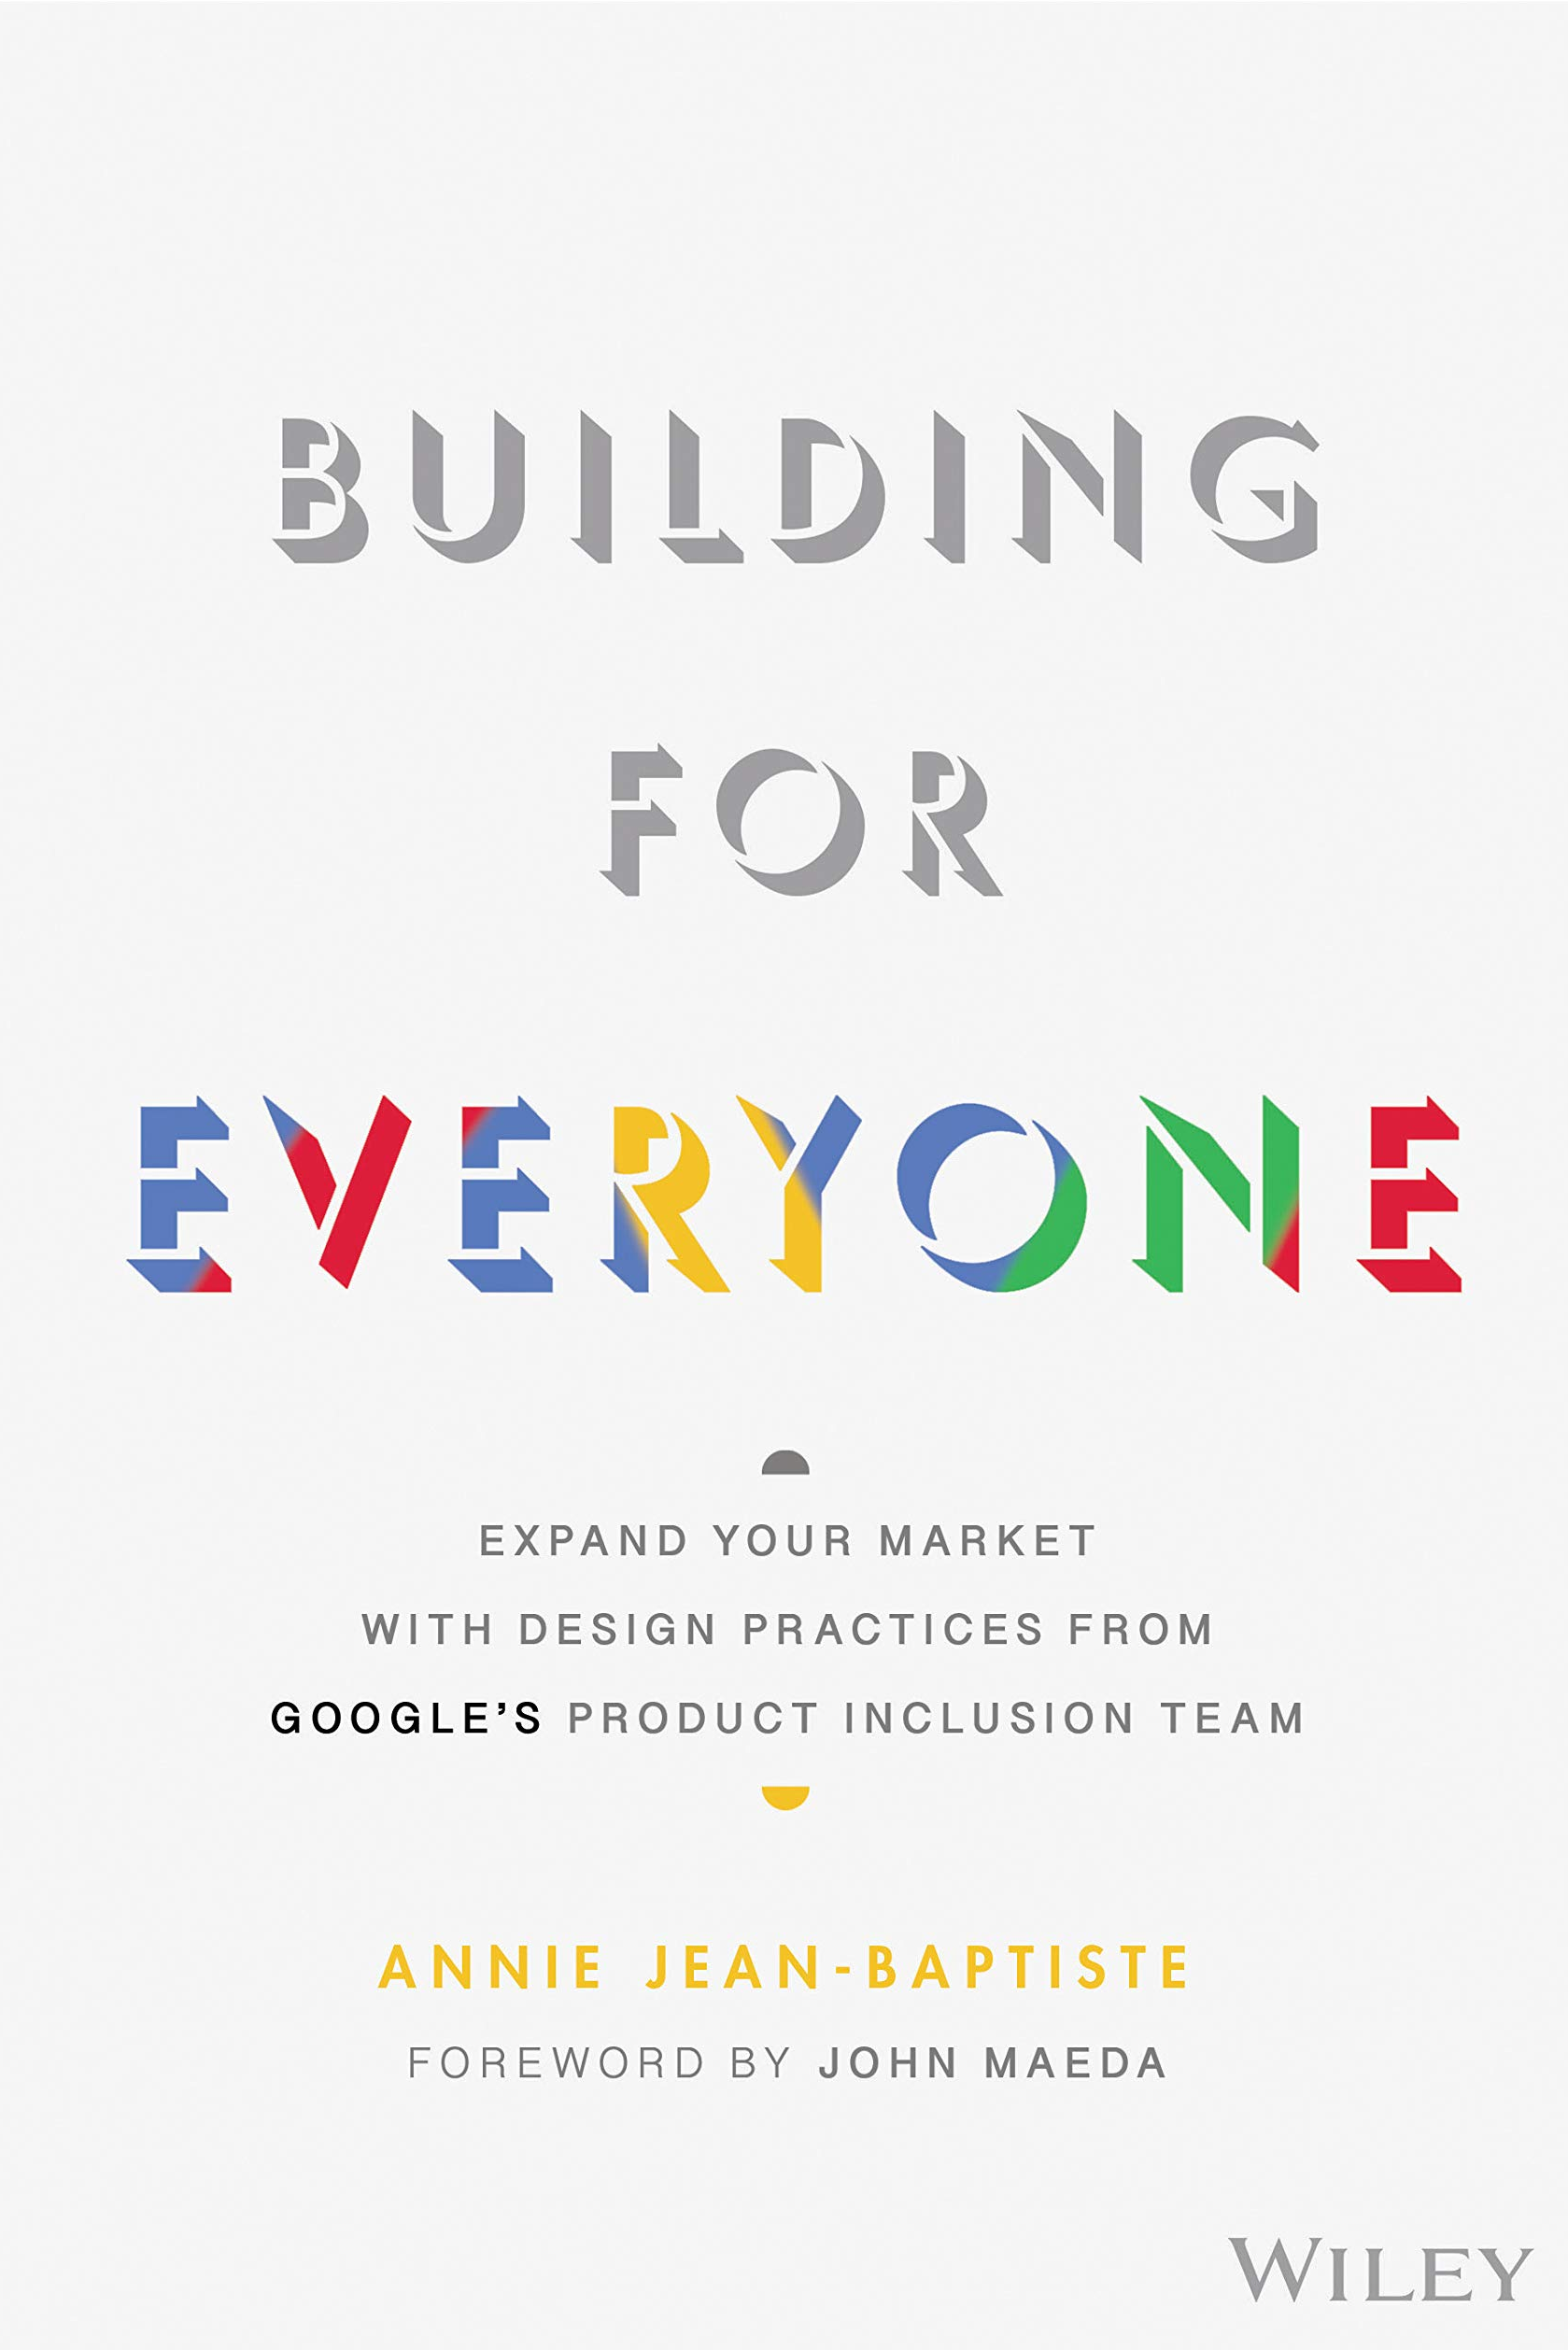 BUILDING
FOR
EVERYONE
EXPAND YOUR MARKET
WITH DESIGN PRACTICES FROM
GOOGLE’S PRODUCT INCLUSION TEAM
ANNIE JEAN-BAPTISTE
FOREWORD BY JOHN MAEDA
WILEY